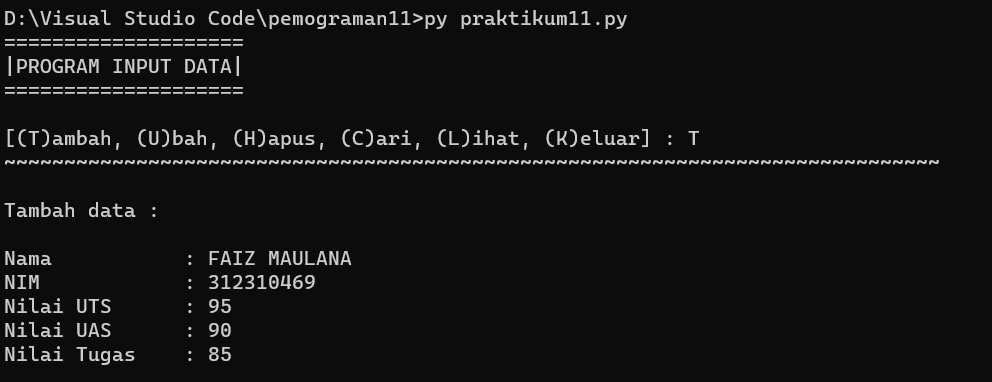 D:\Visual Studio Code\pemograman11>py praktikum11.py
====================
|PROGRAM INPUT DATA|
====================
[(T)ambah, (U)bah, (H)apus, (C)ari, (L)ihat, (K)eluar] : T
~~~~~~~~~~~~~~~~~~~~~~~~~~~~~~~~~~~~~~~~~~~~~~~~~~~~~~~~~~~~~~~~~~~~~~~~~~~~~~
Tambah data :
Nama           : FAIZ MAULANA
NIM            : 312310469
Nilai UTS      : 95
Nilai UAS      : 90
Nilai Tugas    : 85